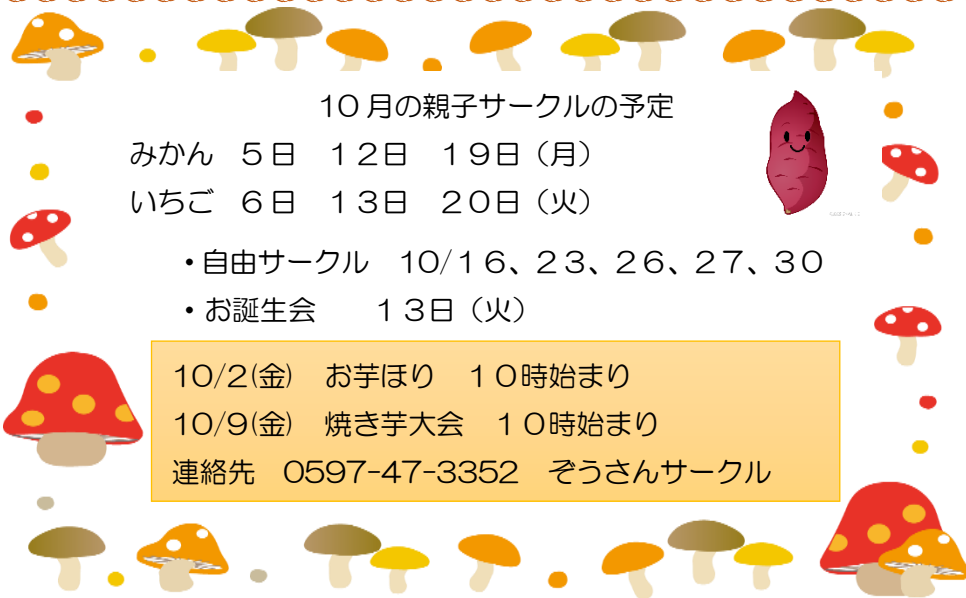 10月の親子サークルの予定
みかん　５日　１２日　１９日（月）
いちご　６日　１３日　２０日（火）
・自由サークル　10/１６、２３、２６、２７、３０
・お誕生会　　１３日（火）
10/2(金)　お芋ほり　１０時始まり
10/9(金)　焼き芋大会　１０時始まり
連絡先　0597-47-3352　ぞうさんサークル